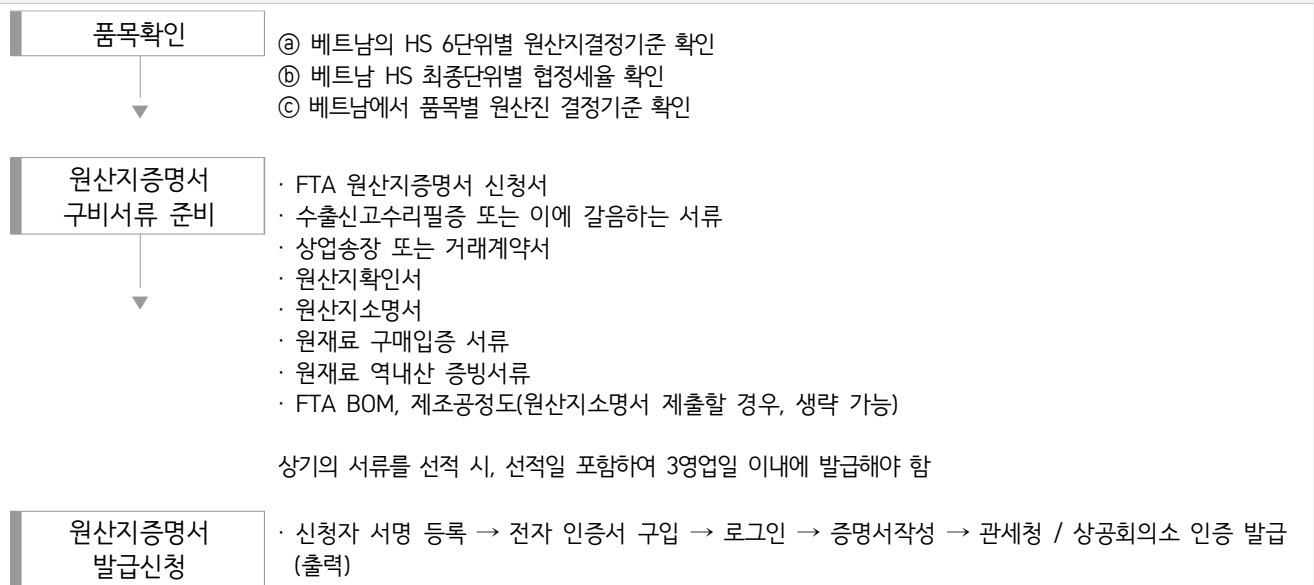 품목확인
ⓐ 베트남의 HS 6단위별 원산지결정기준 확인
ⓑ 베트남 HS 최종단위별 협정세율 확인
ⓒ 베트남에서 품목별 원산진 결정기준 확인
원산지증명서
구비서류 준비
· FTA 원산지증명서 신청서
· 수출신고수리필증 또는 이에 갈음하는 서류
· 상업송장 또는 거래계약서
· 원산지확인서
· 원산지소명서
· 원재료 구매입증 서류
· 원재료 역내산 증빙서류
· FTA BOM, 제조공정도(원산지소명서 제출할 경우, 생략 가능)
상기의 서류를 선적 시, 선적일 포함하여 3영업일 이내에 발급해야 함
원산지증명서
발급신청
· 신청자 서명 등록 → 전자 인증서 구입 → 로그인 → 증명서작성 → 관세청 / 상공회의소 인증 발급
(출력)